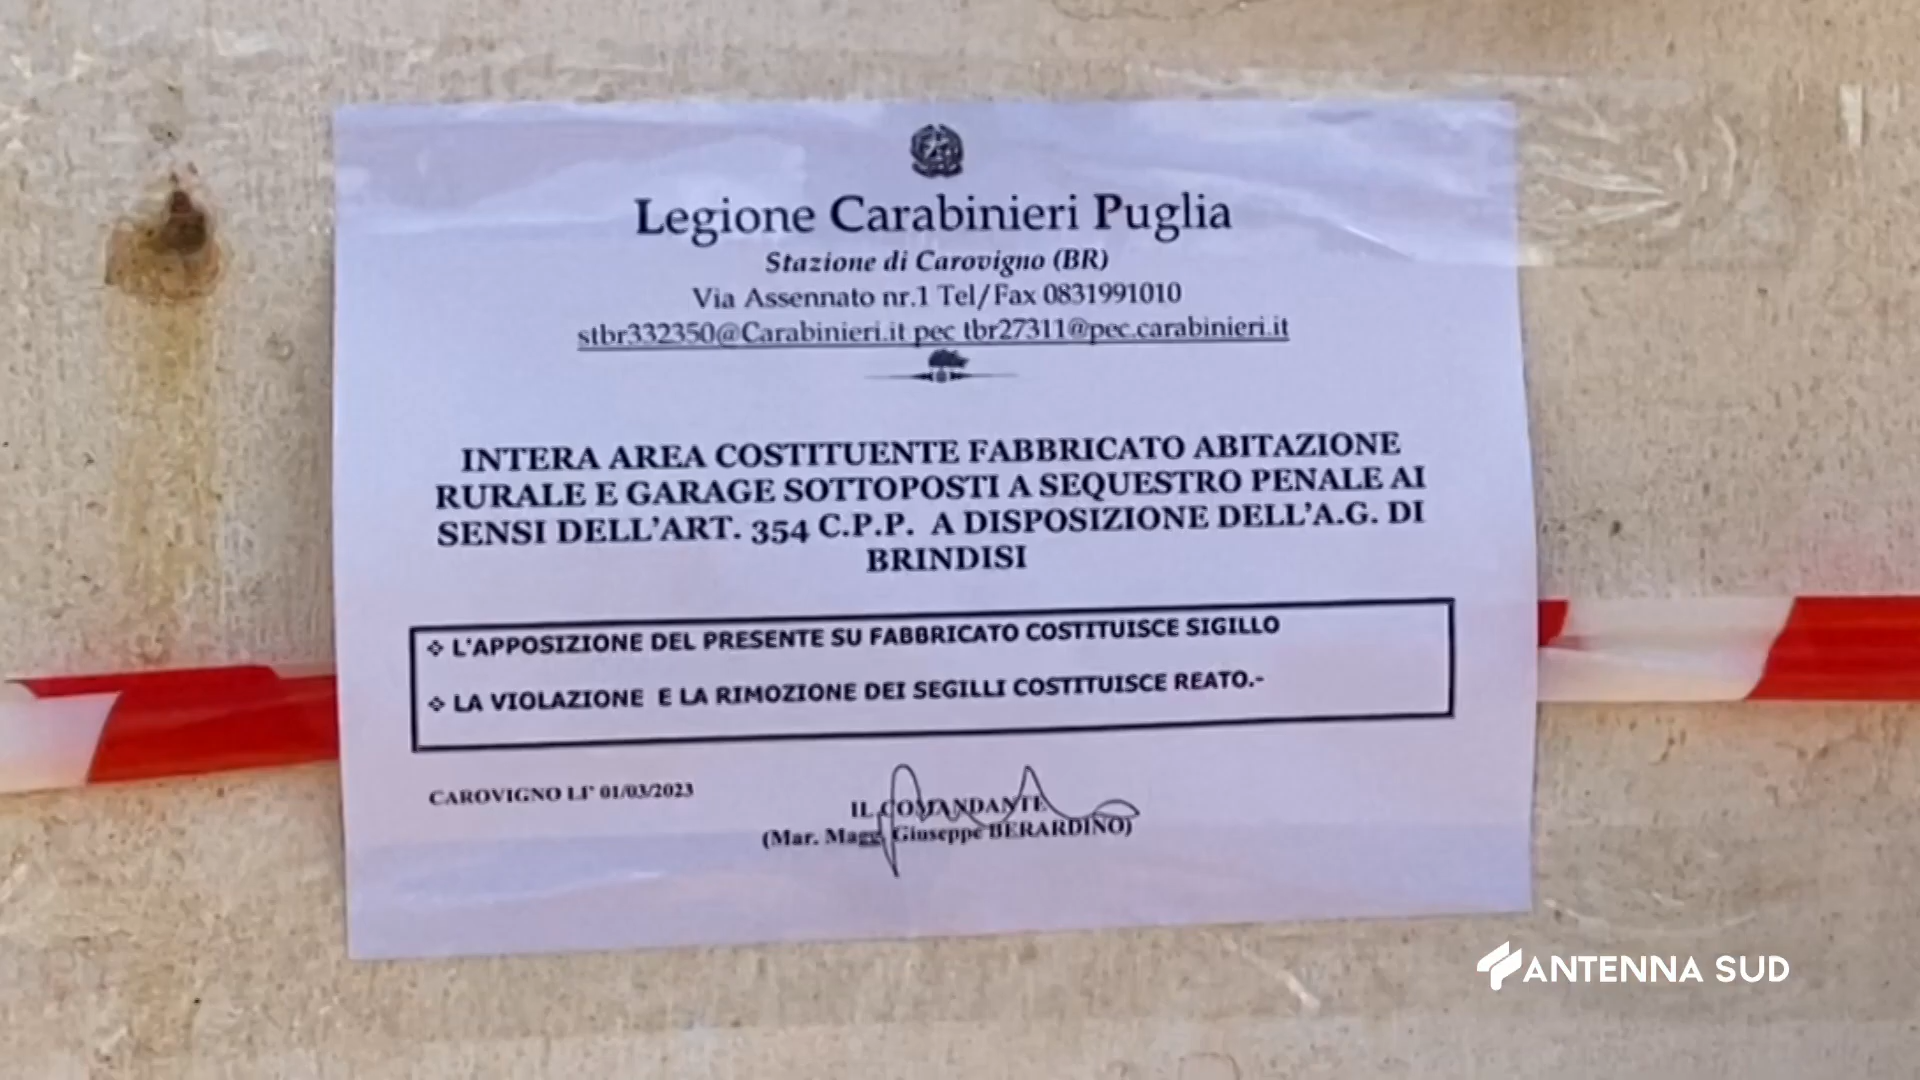 Legione Carabinieri Puglia
Stazione di Carovigno (BR)
Via Assennato nr.1 Tel/Fax 0831991010
stbr332350@Carabinieri.it pec tbr27311@pec.carabinieri.it
INTERA AREA COSTITUENTE FABBRICATO ABITAZIONE
RURALE E GARAGE SOTTOPOSTI A SEQUESTRO PENALE AI
SENSI DELL'ART. 354 C.P.P. A DISPOSIZIONE DELL'A.G. DI
BRINDISI
❖ L'APPOSIZIONE DEL PRESENTE SU FABBRICATO COSTITUISCE SIGILLO
❖ LA VIOLAZIONE E LA RIMOZIONE DEI SEGILLI COSTITUISCE REATO.-
CAROVIGNO LI' 01/03/2023
IL COMANDANTE
(Mar. Magg. Giuseppe BERARDINO)
ANTENNA SUD